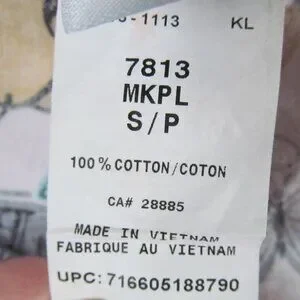 -1113 KL
7813
MKPL
S/P
100% COTTON/COTON
CA# 28885
MADE IN VIETNAM
FABRIQUE AU VIETNAM
UPC: 716605188790